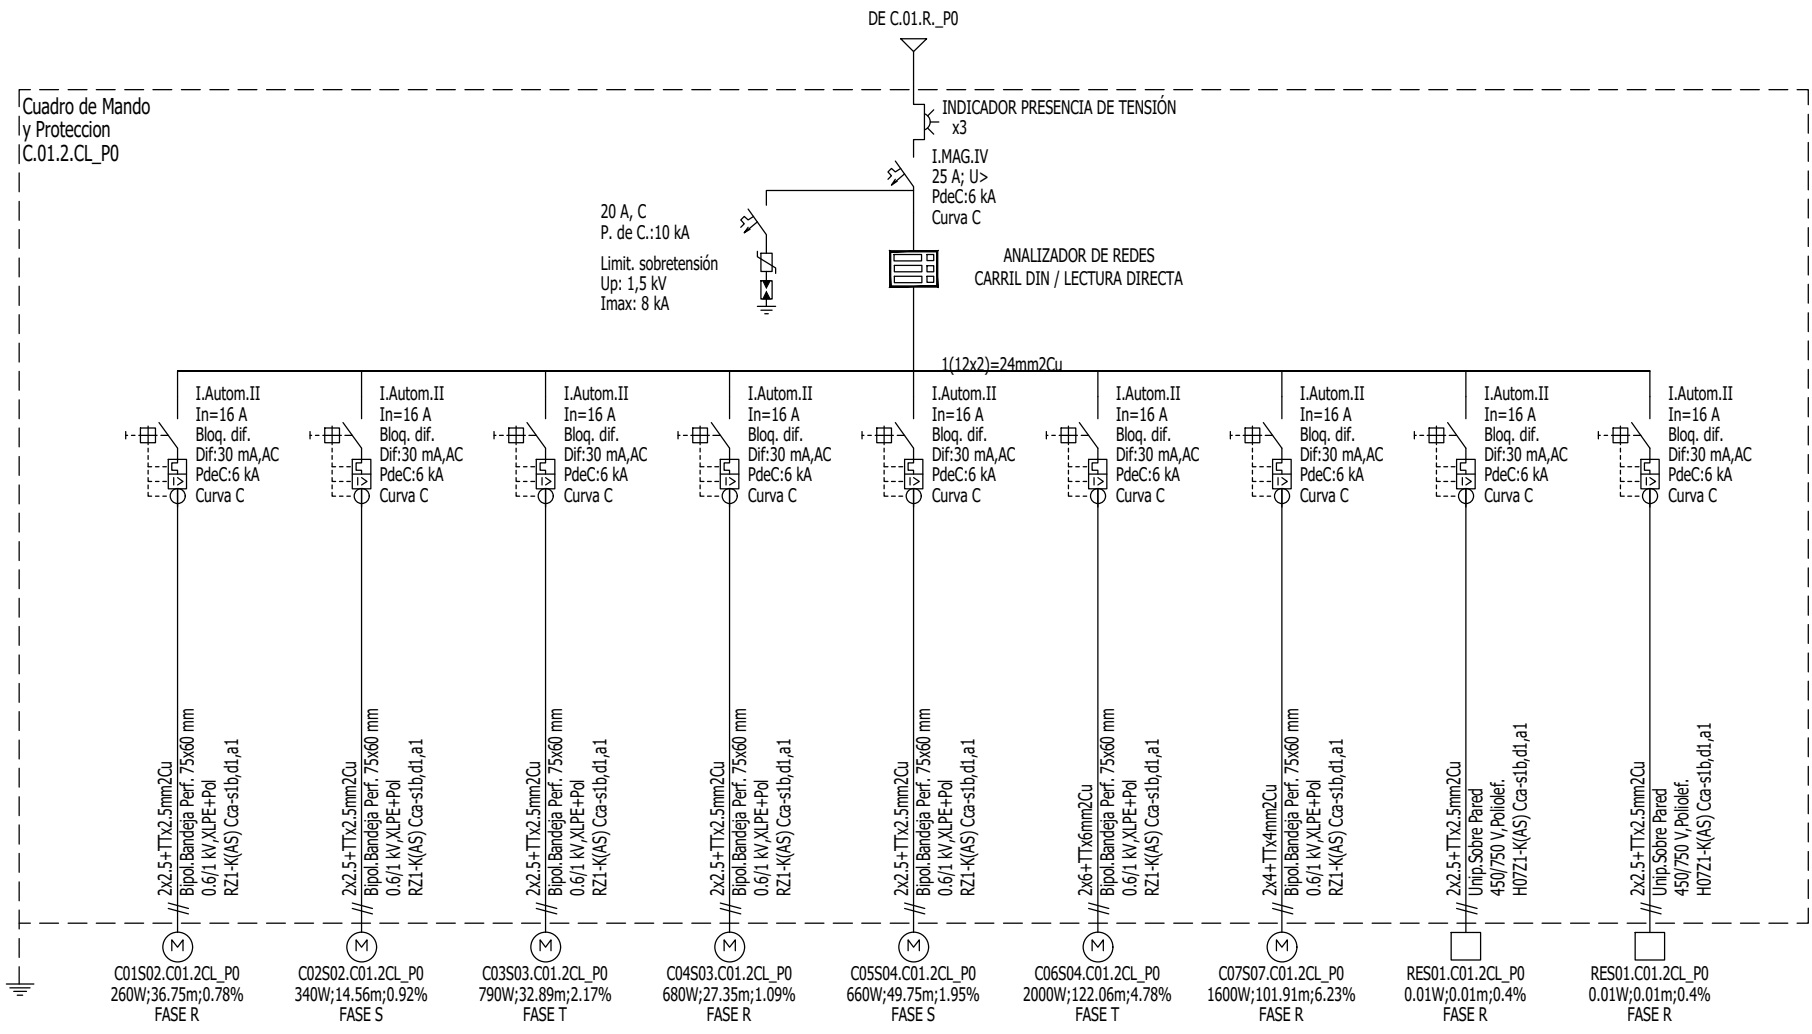 DE C.01.R._P0
Cuadro de Mando
y Proteccion
C.01.2.CL_P0
INDICADOR PRESENCIA DE TENSIÓN
x3
I.MAG.IV
25 A; U>
PdeC:6 kA
Curva C
20 A, C
P. de C.:10 kA
Limit. sobretensión
Up: 1,5 kV
Imax: 8 kA
ANALIZADOR DE REDES
CARRIL DIN / LECTURA DIRECTA
1(12x2)=24mm2Cu
I.Autom.II
In=16 A
Bloq. dif.
Dif:30 mA,AC
PdeC:6 kA
Curva C
I.Autom.II
In=16 A
Bloq. dif.
Dif:30 mA,AC
PdeC:6 kA
Curva C
I.Autom.II
In=16 A
Bloq. dif.
Dif:30 mA,AC
PdeC:6 kA
Curva C
I.Autom.II
In=16 A
Bloq. dif.
Dif:30 mA,AC
PdeC:6 kA
Curva C
I.Autom.II
In=16 A
Bloq. dif.
Dif:30 mA,AC
PdeC:6 kA
Curva C
I.Autom.II
In=16 A
Bloq. dif.
Dif:30 mA,AC
PdeC:6 kA
Curva C
I.Autom.II
In=16 A
Bloq. dif.
Dif:30 mA,AC
PdeC:6 kA
Curva C
I.Autom.II
In=16 A
Bloq. dif.
Dif:30 mA,AC
PdeC:6 kA
Curva C
I.Autom.II
In=16 A
Bloq. dif.
Dif:30 mA,AC
PdeC:6 kA
Curva C
2x2.5+TTx2.5mm2Cu
Bipol.Bandeja Perf. 75x60 mm
0.6/1 kV,XLPE+Pol
RZ1-K(AS) Cca-s1b,d1,a1
2x2.5+TTx2.5mm2Cu
Bipol.Bandeja Perf. 75x60 mm
0.6/1 kV,XLPE+Pol
RZ1-K(AS) Cca-s1b,d1,a1
2x2.5+TTx2.5mm2Cu
Bipol.Bandeja Perf. 75x60 mm
0.6/1 kV,XLPE+Pol
RZ1-K(AS) Cca-s1b,d1,a1
2x2.5+TTx2.5mm2Cu
Bipol.Bandeja Perf. 75x60 mm
0.6/1 kV,XLPE+Pol
RZ1-K(AS) Cca-s1b,d1,a1
2x2.5+TTx2.5mm2Cu
Bipol.Bandeja Perf. 75x60 mm
0.6/1 kV,XLPE+Pol
RZ1-K(AS) Cca-s1b,d1,a1
2x6+TTx6mm2Cu
Bipol.Bandeja Perf. 75x60 mm
0.6/1 kV,XLPE+Pol
RZ1-K(AS) Cca-s1b,d1,a1
2x4+TTx4mm2Cu
Bipol.Bandeja Perf. 75x60 mm
0.6/1 kV,XLPE+Pol
RZ1-K(AS) Cca-s1b,d1,a1
2x2.5+TTx2.5mm2Cu
Unip.Sobre Pared
450/750 V,Poliolef.
H07Z1-K(AS) Cca-s1b,d1,a1
2x2.5+TTx2.5mm2Cu
Unip.Sobre Pared
450/750 V,Poliolef.
H07Z1-K(AS) Cca-s1b,d1,a1
M
C01S02.C01.2CL_P0
260W;36.75m;0.78%
FASE R
M
C02S02.C01.2CL_P0
340W;14.56m;0.92%
FASE S
M
C03S03.C01.2CL_P0
790W;32.89m;2.17%
FASE T
M
C04S03.C01.2CL_P0
680W;27.35m;1.09%
FASE R
M
C05S04.C01.2CL_P0
660W;49.75m;1.95%
FASE S
M
C06S04.C01.2CL_P0
2000W;122.06m;4.78%
FASE T
M
C07S07.C01.2CL_P0
1600W;101.91m;6.23%
FASE R
RES01.C01.2CL_P0
0.01W;0.01m;0.4%
FASE R
RES01.C01.2CL_P0
0.01W;0.01m;0.4%
FASE R